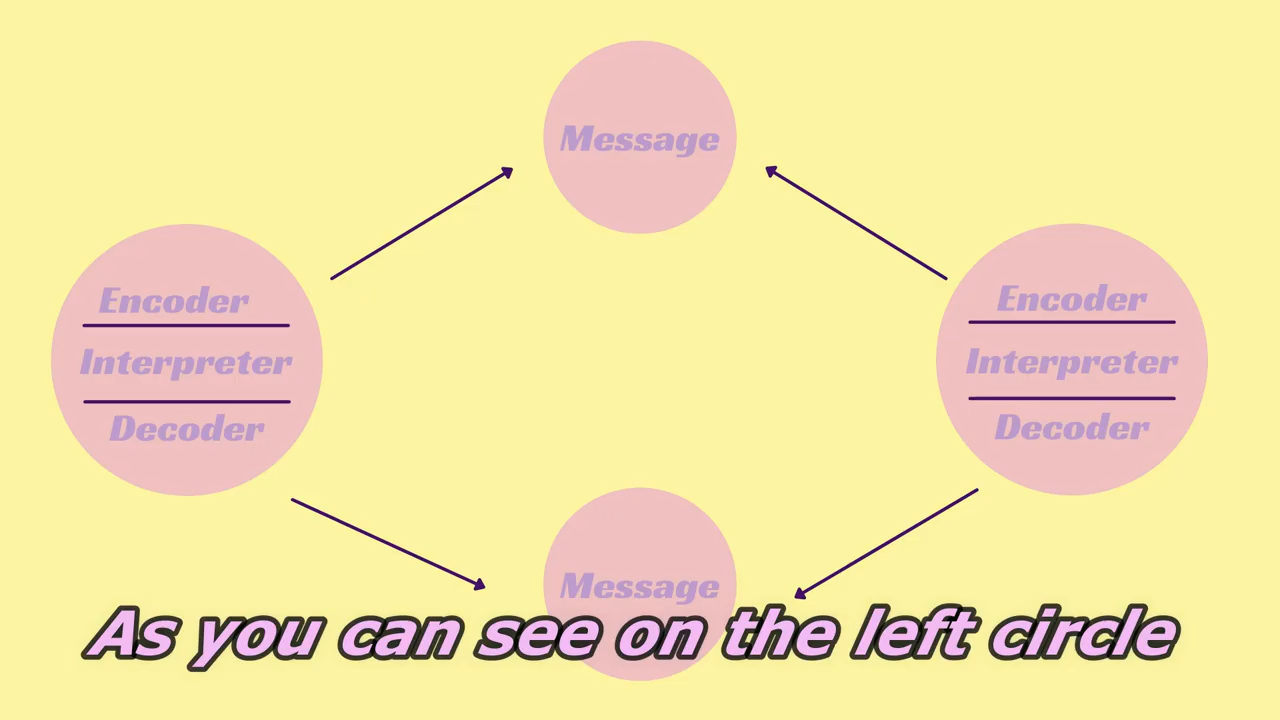 Message
Encoder
Interpreter
Decoder
Encoder
Interpreter
Decoder
Message
As you can see on the left circle